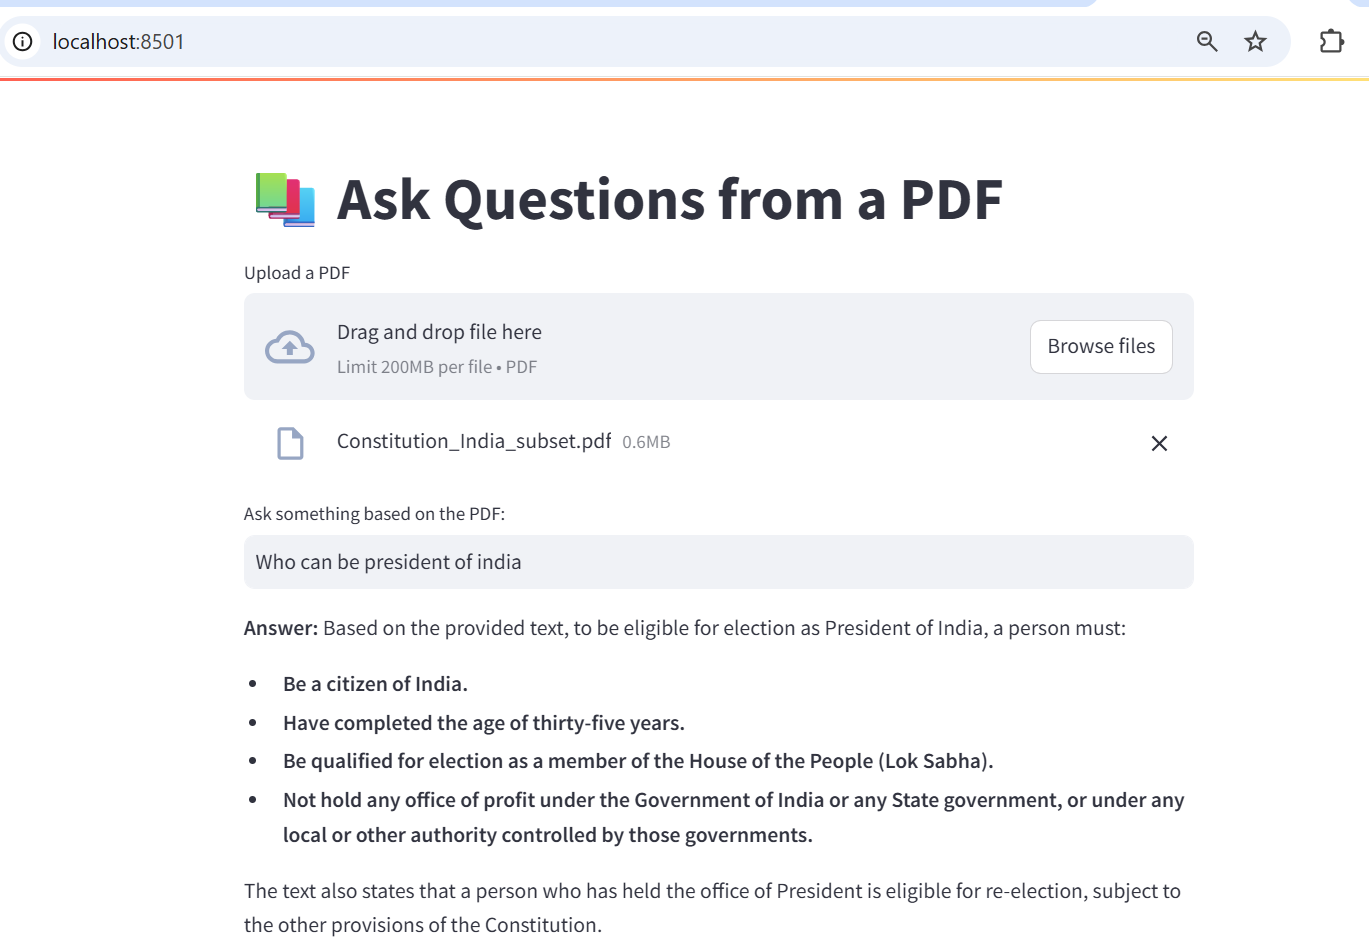 localhost:8501
Ask Questions from a PDF
Upload a PDF
Drag and drop file here
Limit 200MB per file • PDF
Browse files
Constitution_India_subset.pdf 0.6MB
Ask something based on the PDF:
Who can be president of india
Answer: Based on the provided text, to be eligible for election as President of India, a person must:
• Be a citizen of India.
• Have completed the age of thirty-five years.
• Be qualified for election as a member of the House of the People (Lok Sabha).
• Not hold any office of profit under the Government of India or any State government, or under any
local or other authority controlled by those governments.
The text also states that a person who has held the office of President is eligible for re-election, subject to
the other provisions of the Constitution.